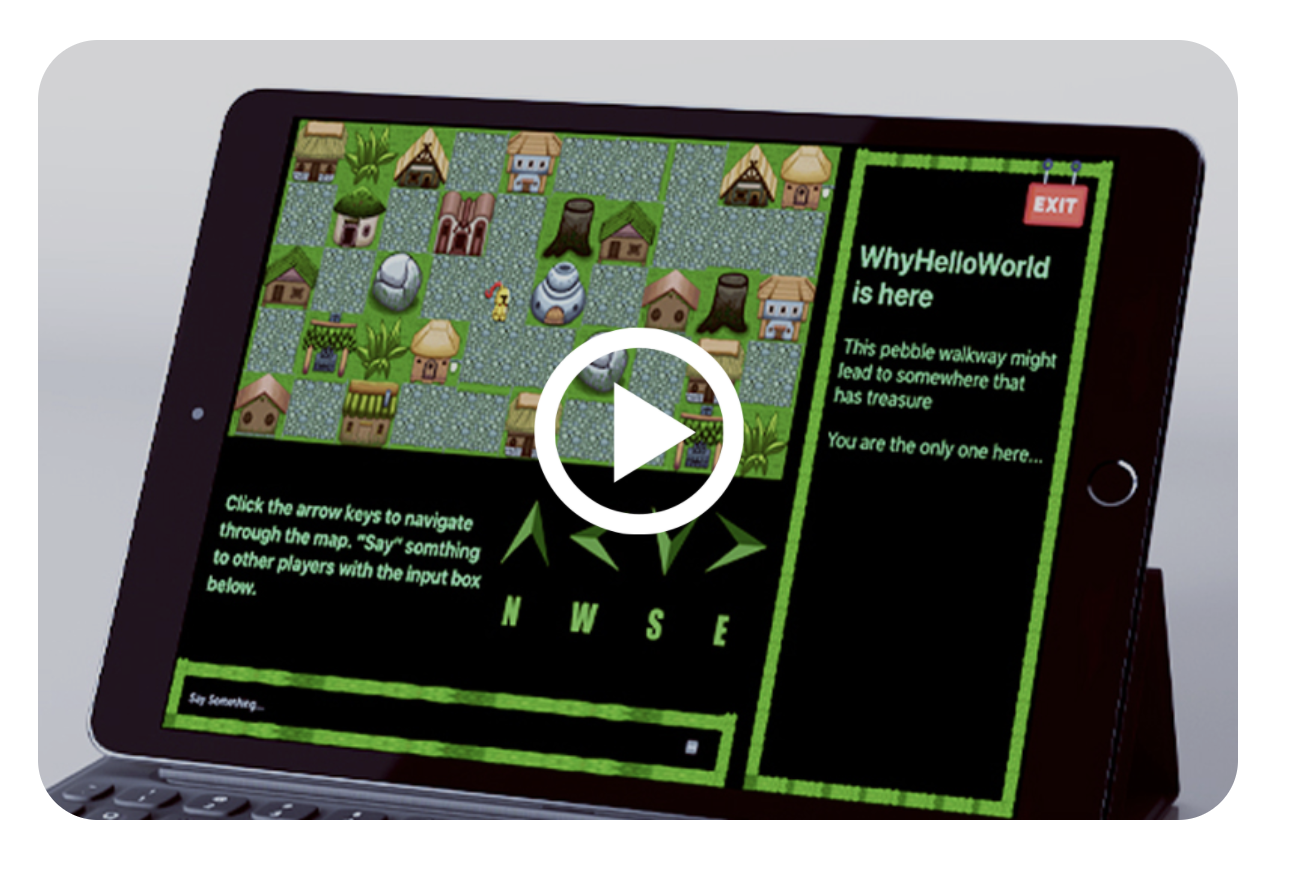 EXIT
WhyHelloWorld
is here
This pebble walkway might
lead to somewhere that
has treasure
You are the only one here...
Click the arrow keys to navigate
through the map. "Say" somthing
to other players with the input box
below.
N W S E
Say Something...